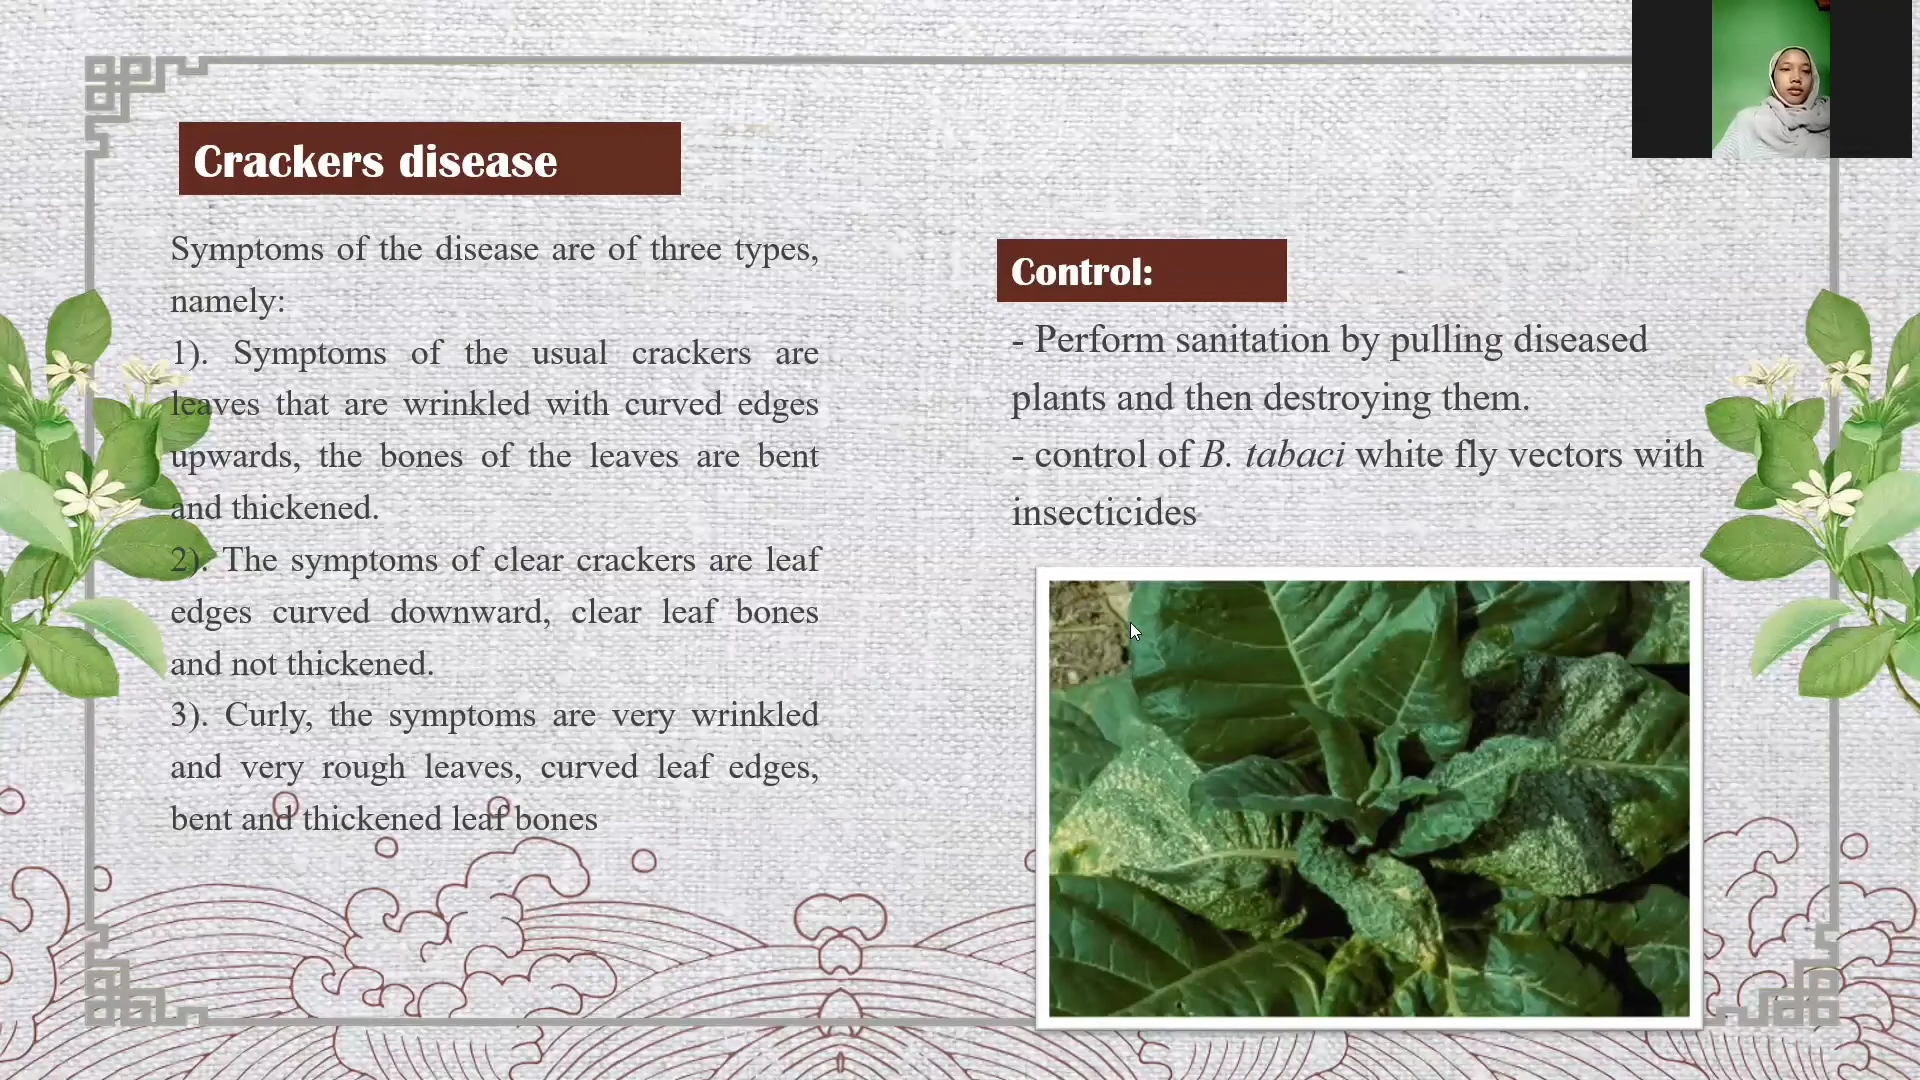 Crackers disease
Symptoms of the disease are of three types,
namely:
1). Symptoms of the usual crackers are
leaves that are wrinkled with curved edges
upwards, the bones of the leaves are bent
and thickened.
2). The symptoms of clear crackers are leaf
edges curved downward, clear leaf bones
and not thickened.
3). Curly, the symptoms are very wrinkled
and very rough leaves, curved leaf edges,
bent and thickened leaf bones
Control:
- Perform sanitation by pulling diseased
plants and then destroying them.
- control of B. tabaci white fly vectors with
insecticides